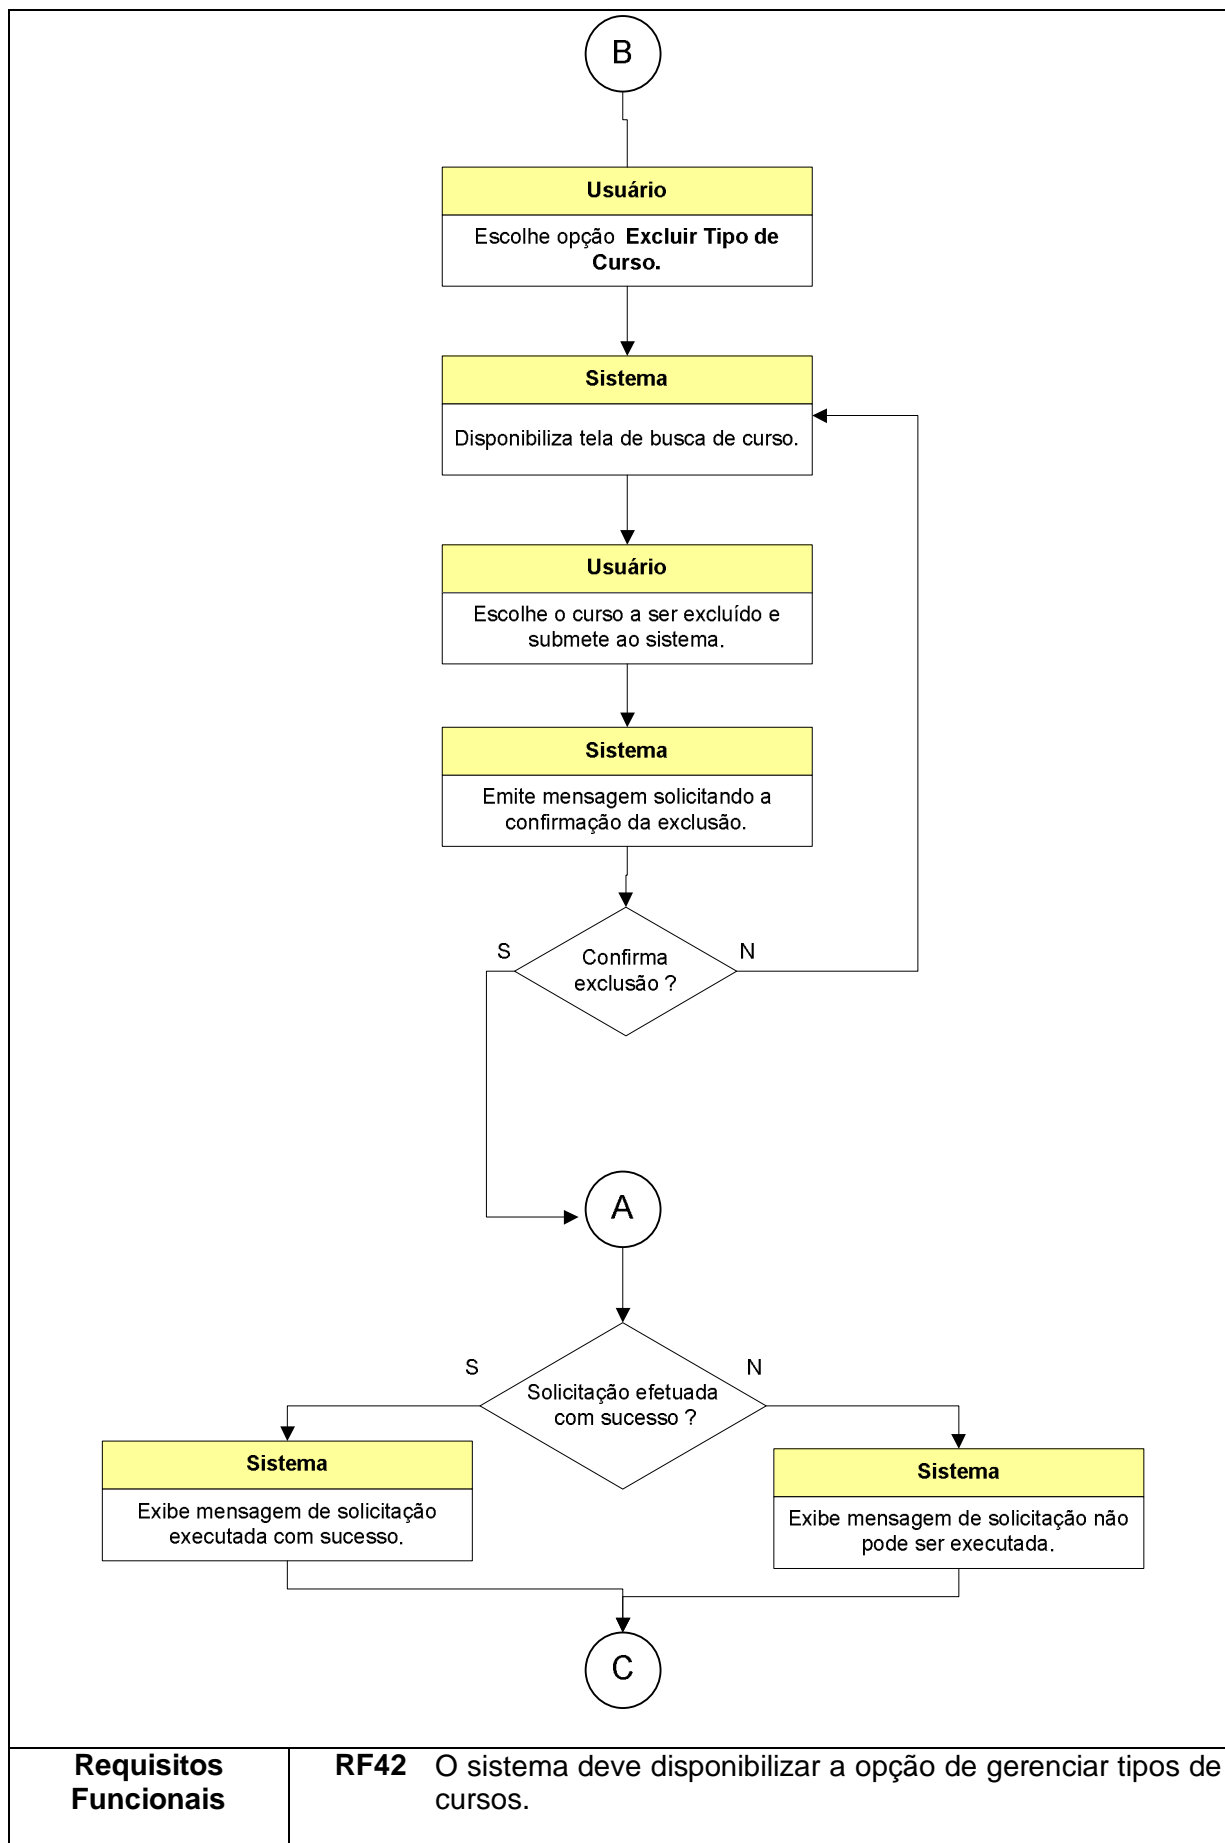 B
Usuário
Escolhe opção Excluir Tipo de
Curso.
Sistema
Disponibiliza tela de busca de curso.
Usuário
Escolhe o curso a ser excluído e
submete ao sistema.
Sistema
Emite mensagem solicitando a
confirmação da exclusão.
S
N
Confirma
exclusão ?
A
S
N
Solicitação efetuada
com sucesso ?
Sistema
Exibe mensagem de solicitação
executada com sucesso.
Sistema
Exibe mensagem de solicitação não
pode ser executada.
C
Requisitos
Funcionais
RF42 O sistema deve disponibilizar a opção de gerenciar tipos de
cursos.